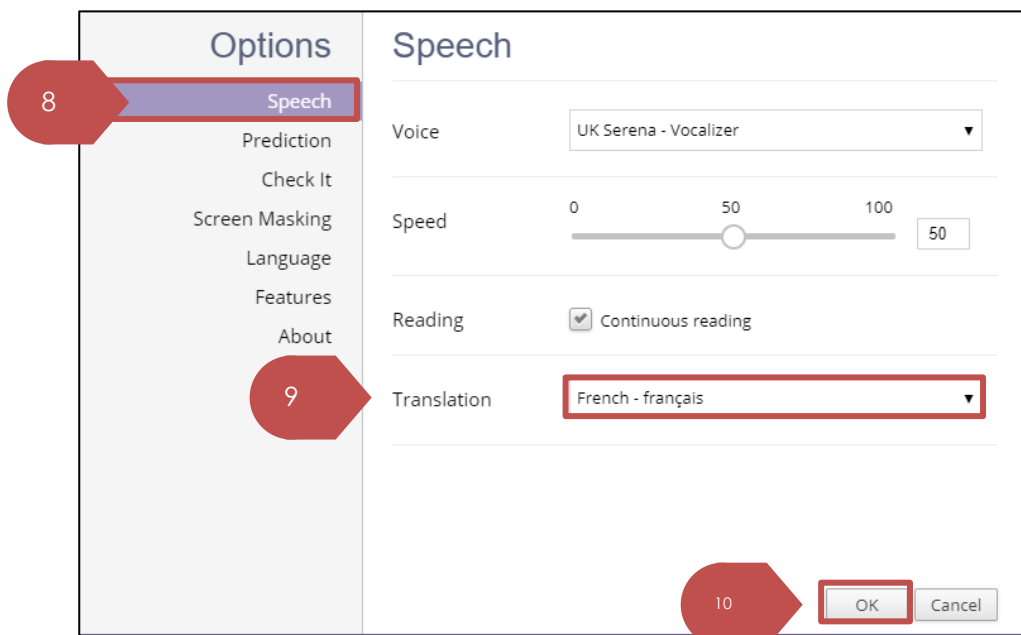 Options
8
Speech
Prediction
Check It
Screen Masking
Language
Features
About
Speech
Voice
UK Serena - Vocalizer
Speed
0 50 100
50
Reading
Continuous reading
9
Translation
French - français
10
OK
Cancel